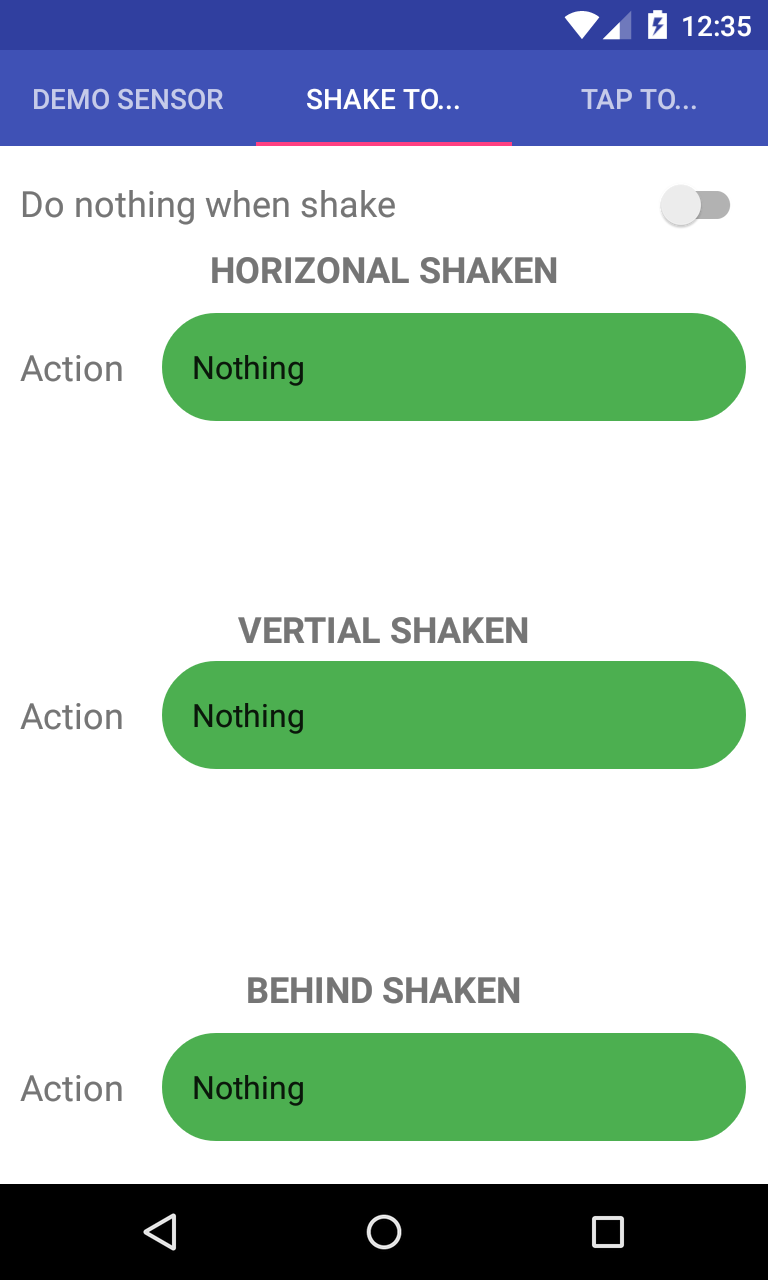 12:35
DEMO SENSOR SHAKE TO... TAP TO...
Do nothing when shake
HORIZONAL SHAKEN
Action Nothing
VERTIAL SHAKEN
Action Nothing
BEHIND SHAKEN
Action Nothing